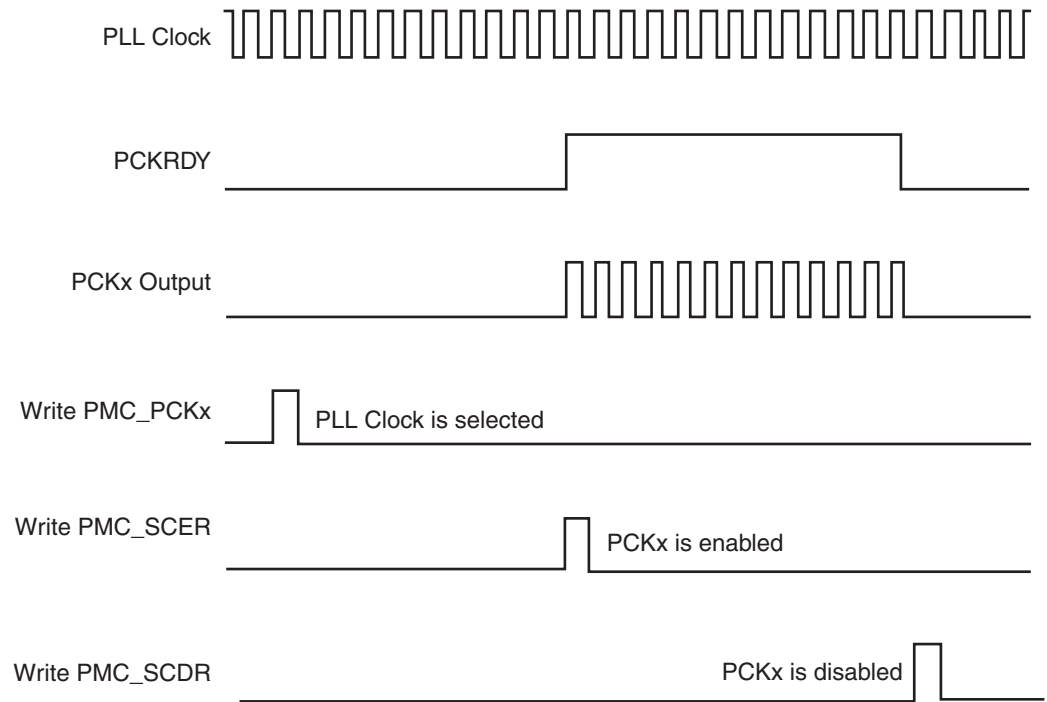 PLL Clock
PCKRDY
PCKx Output
Write PMC_PCKx
PLL Clock is selected
Write PMC_SCER
PCKx is enabled
Write PMC_SCDR
PCKx is disabled